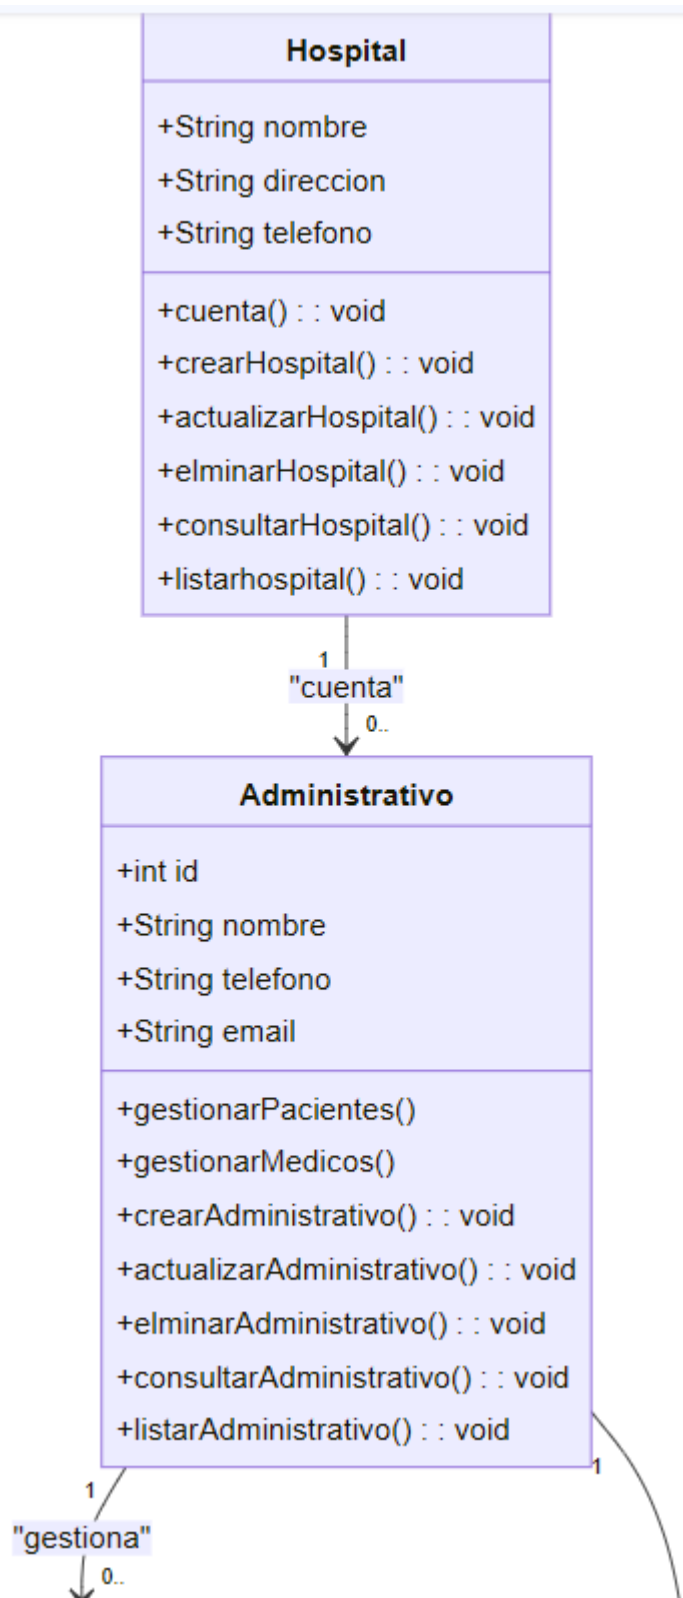 Hospital
+String nombre
+String direccion
+String telefono
+cuenta() : : void
+crearHospital() : : void
+actualizarHospital() : : void
+elminarHospital() : : void
+consultarHospital() : : void
+listarhospital() : : void
1
"cuenta"
0..
Administrativo
+int id
+String nombre
+String telefono
+String email
+gestionarPacientes()
+gestionarMedicos()
+crearAdministrativo() : : void
+actualizarAdministrativo() : : void
+elminarAdministrativo() : : void
+consultarAdministrativo() : : void
+listarAdministrativo() : : void
1
1
"gestiona"
0..